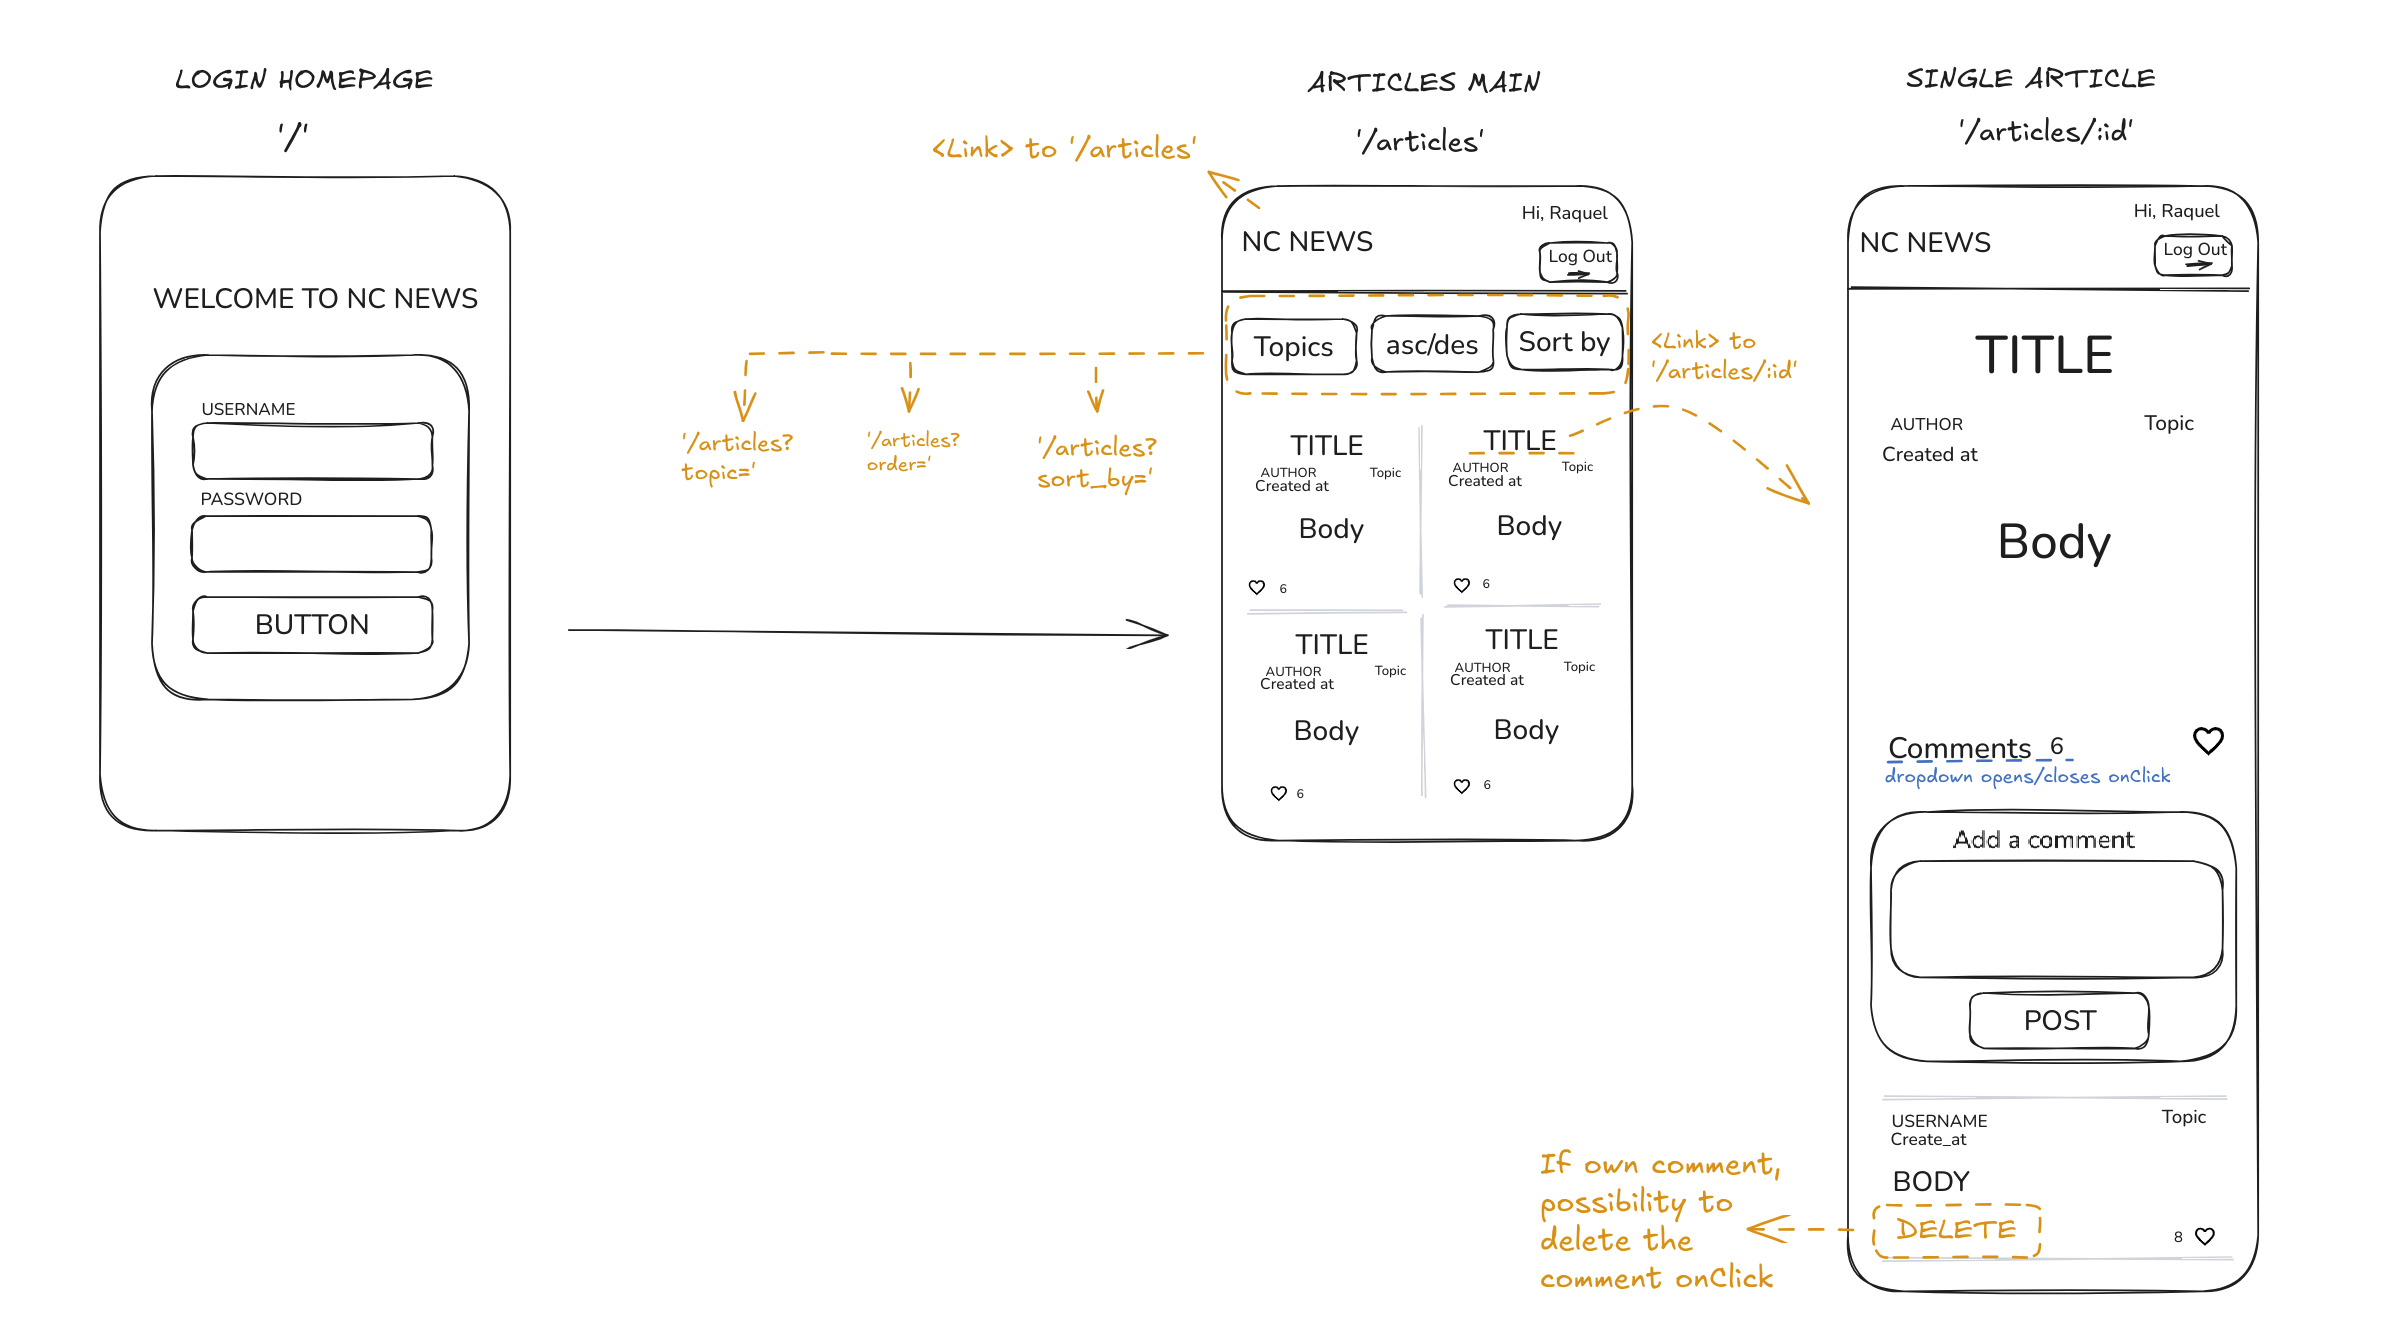 LOGIN HOMEPAGE
'/'
WELCOME TO NC NEWS
USERNAME
PASSWORD
BUTTON
<Link> to '/articles'
'/articles?
topic='
'/articles?
order='
'/articles?
sort_by='
ARTICLES MAIN
'/articles'
Hi, Raquel
NC NEWS
Log Out
Topics
asc/des
Sort by
TITLE
AUTHOR
Topic
Created at
Body
6
TITLE
AUTHOR
Topic
Created at
Body
6
TITLE
AUTHOR
Topic
Created at
Body
6
TITLE
AUTHOR
Topic
Created at
Body
6
<Link> to
'/articles/:id'
SINGLE ARTICLE
'/articles/:id'
Hi, Raquel
NC NEWS
Log Out
TITLE
AUTHOR
Topic
Created at
Body
Comments 6
dropdown opens/closes onClick
Add a comment
POST
USERNAME
Topic
Create_at
BODY
DELETE
8
If own comment,
possibility to
delete the
comment onClick